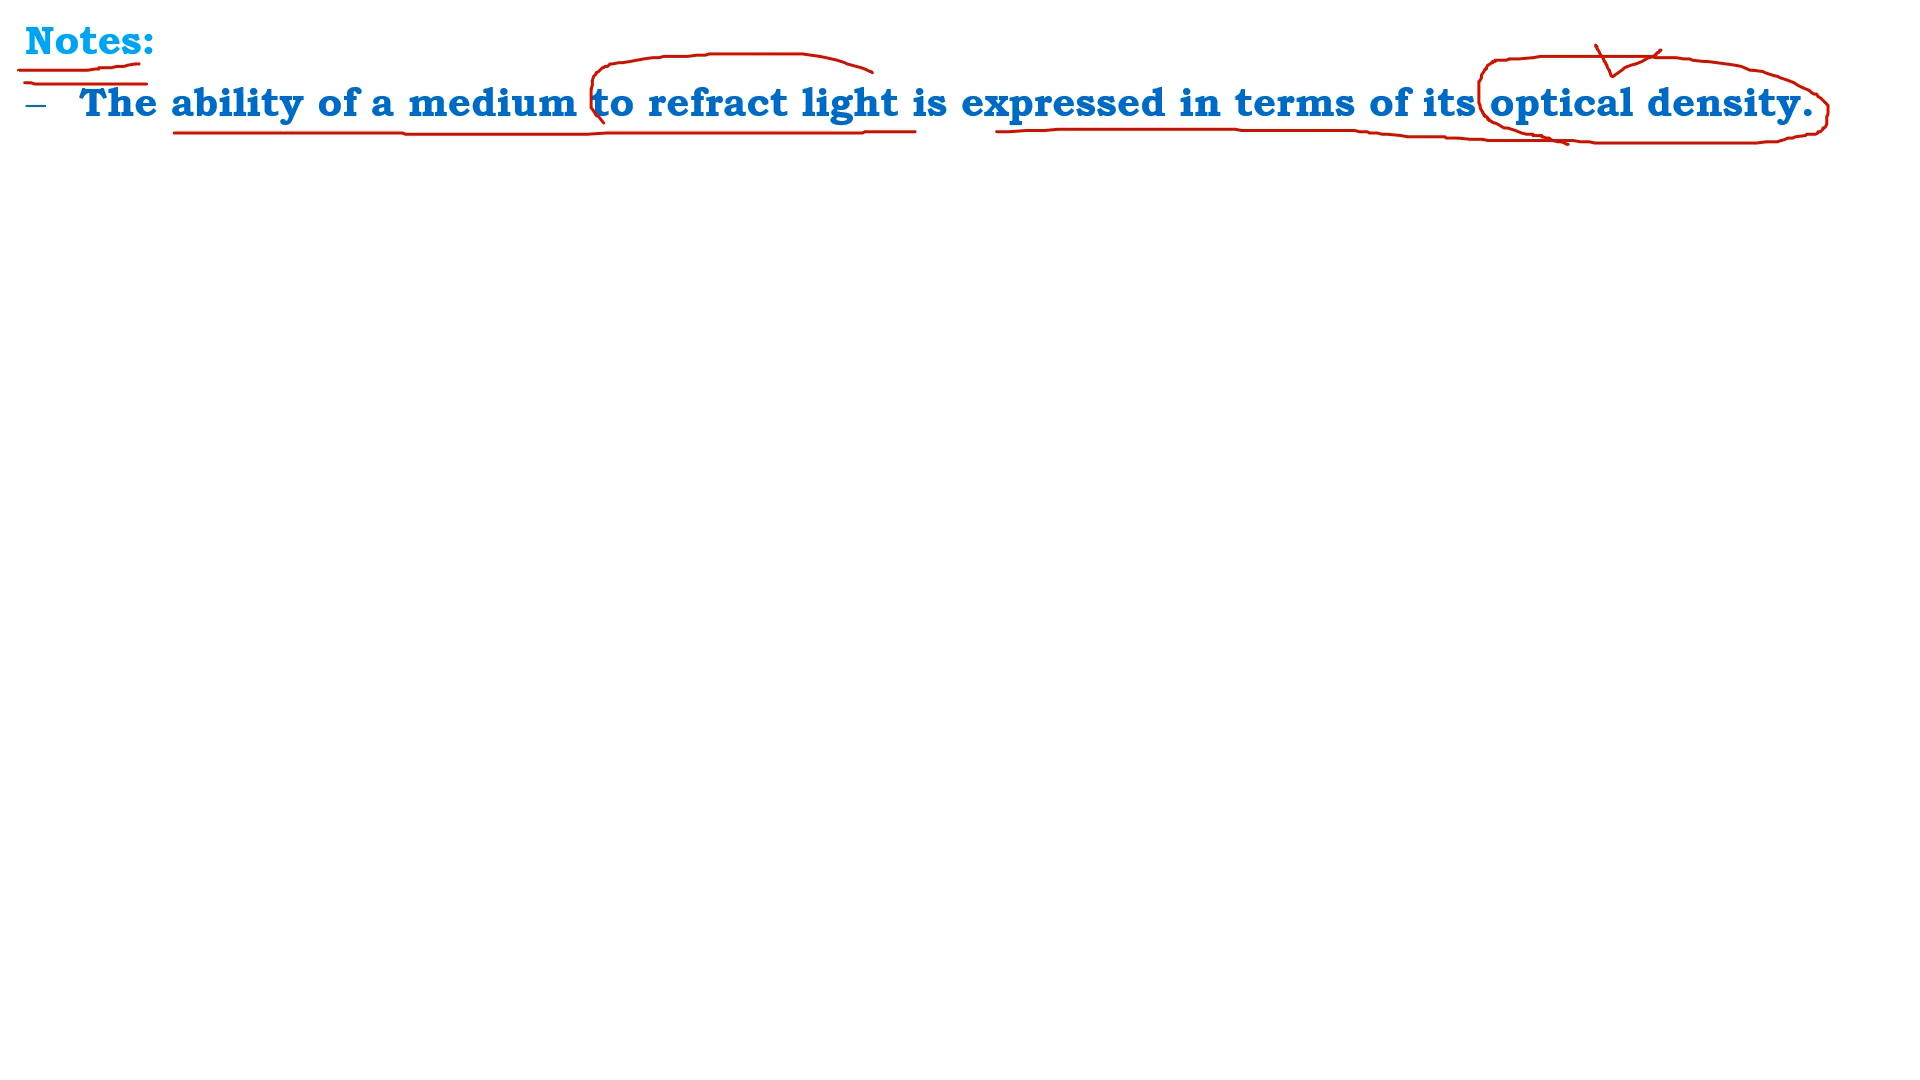 Notes:
– The ability of a medium to refract light is expressed in terms of its optical density.